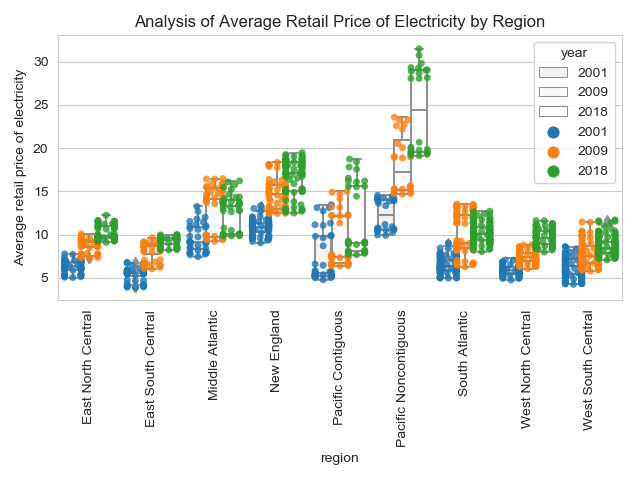 Analysis of Average Retail Price of Electricity by Region
Average retail price of electricity
30
25
20
15
10
5
year
2001
2009
2018
2001
2009
2018
East North Central
East South Central
Middle Atlantic
New England
Pacific Contiguous
Pacific Noncontiguous
South Atlantic
West North Central
West South Central
region